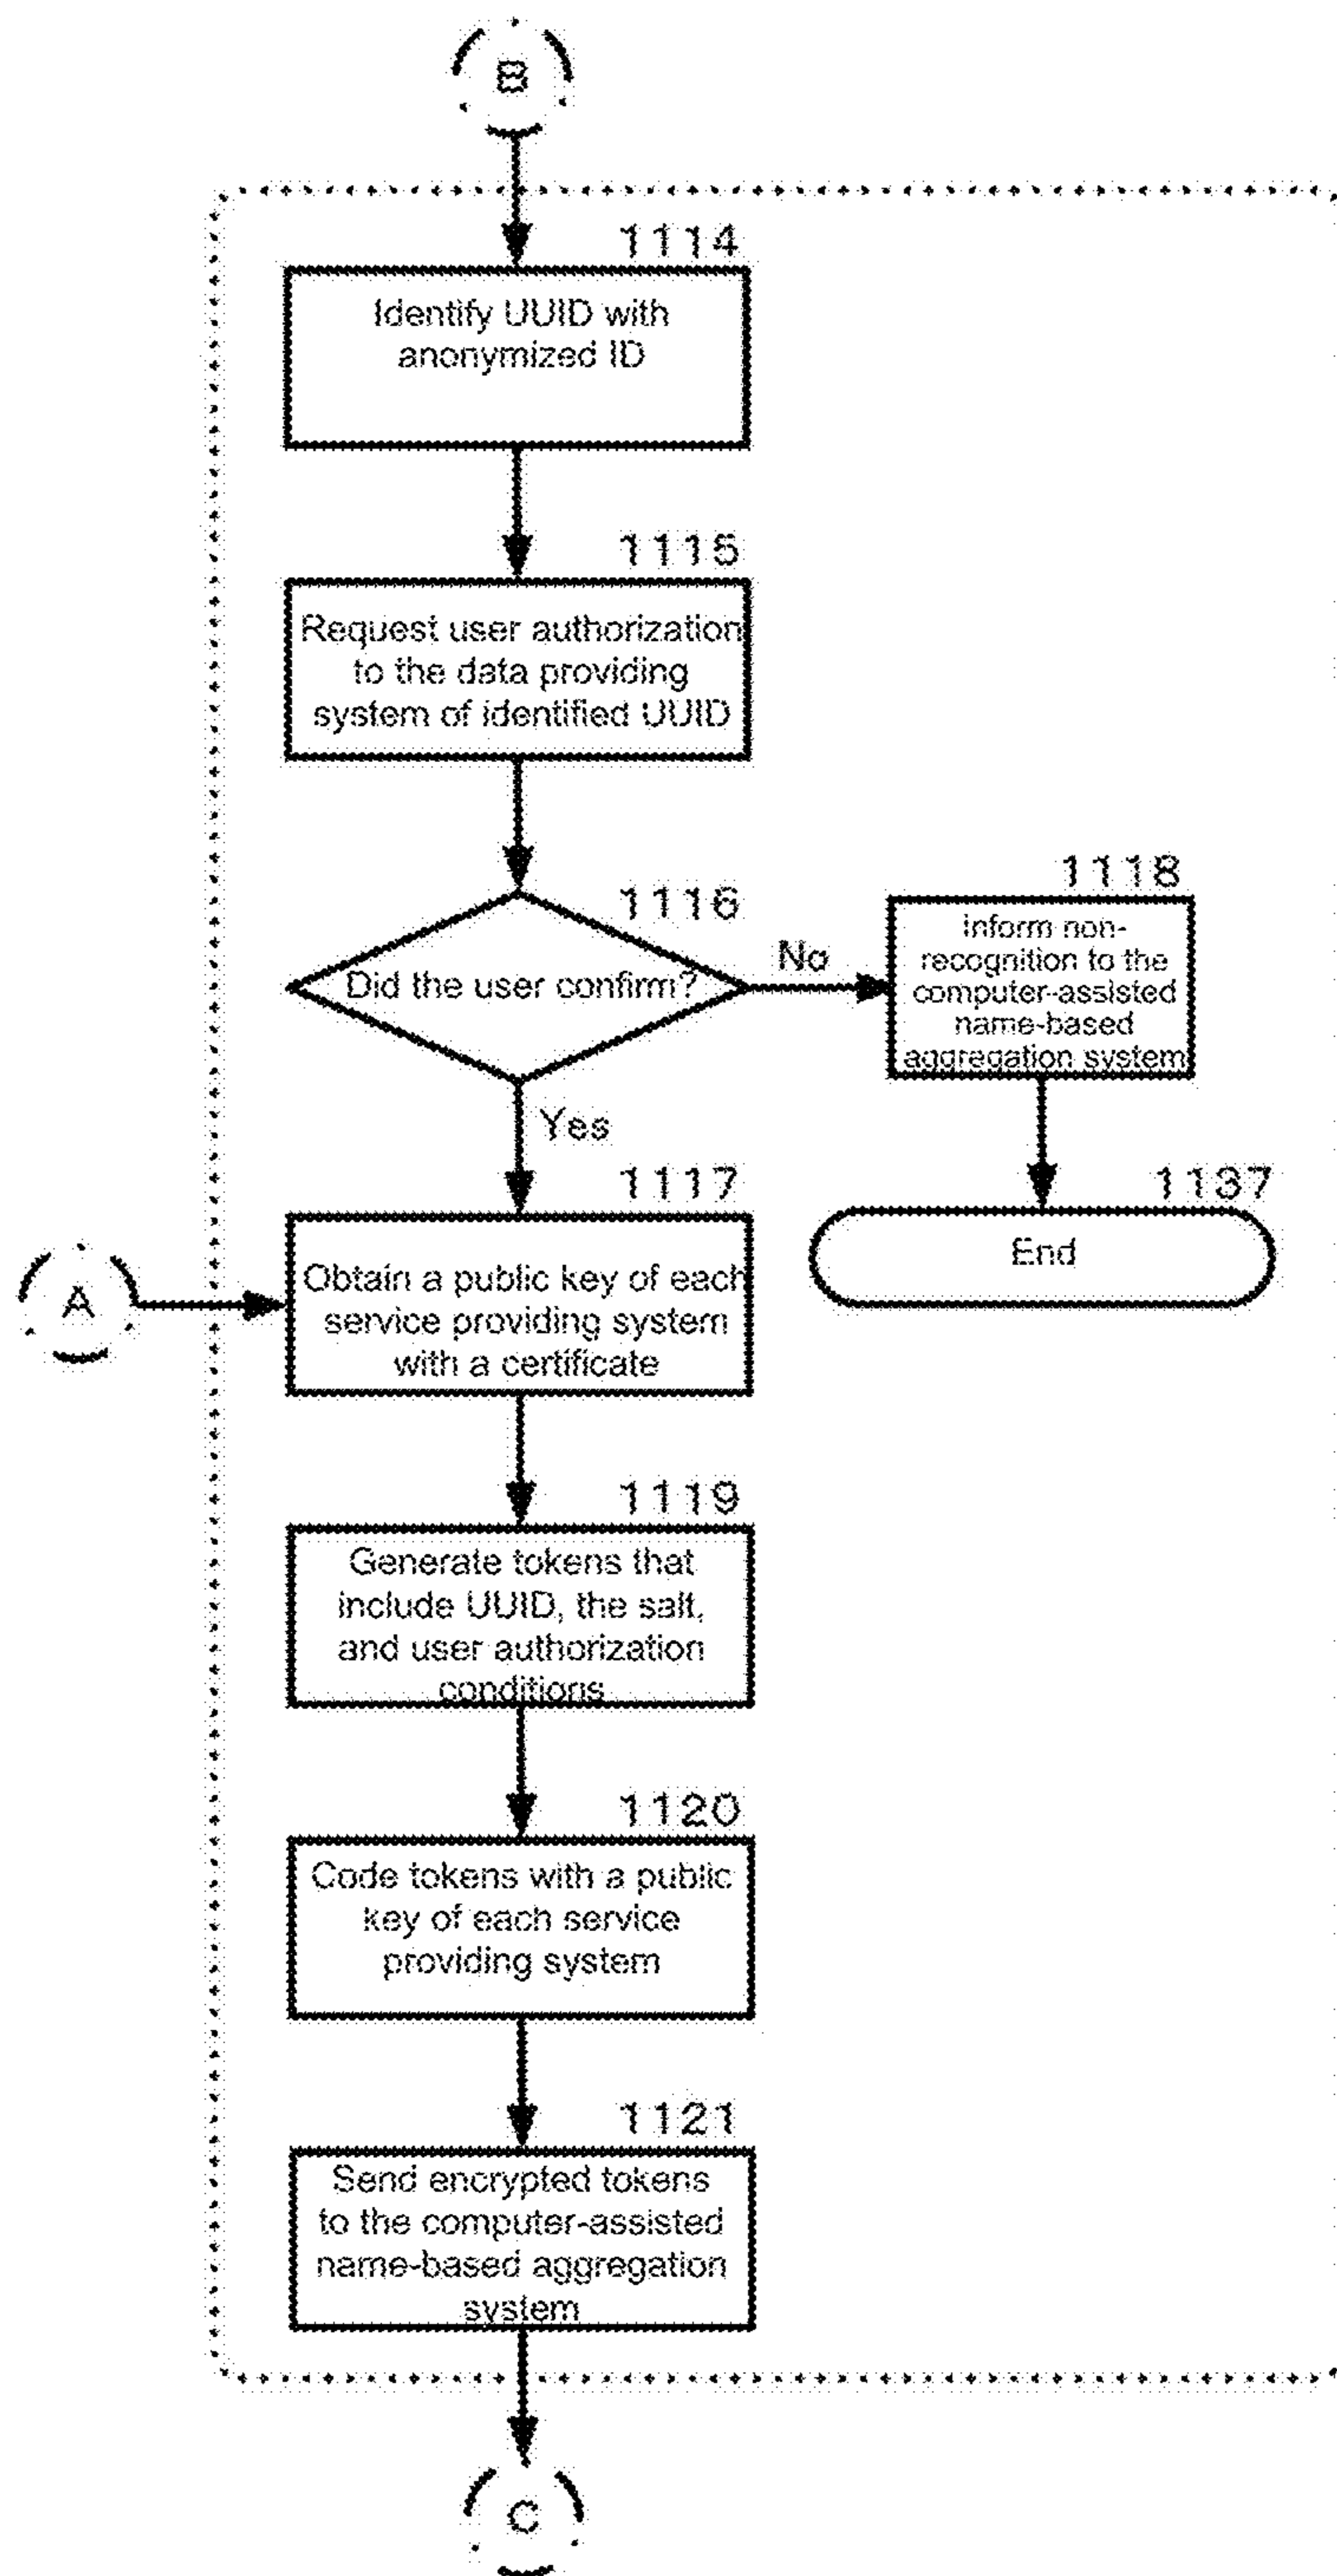 B
1114
Identify UUID with
anonymized ID
1115
Request user authorization
to the data providing
system of identified UUID
1116
Did the user confirm?
No
1118
Inform non-
recognition to the
computer-assisted
name-based
aggregation system
Yes
1117
1137
End
A
Obtain a public key of each
service providing system
with a certificate
1119
Generate tokens that
include UUID, the salt,
and user authorization
conditions
1120
Code tokens with a public
key of each service
providing system
1121
Send encrypted tokens
to the computer-assisted
name-based aggregation
system
C